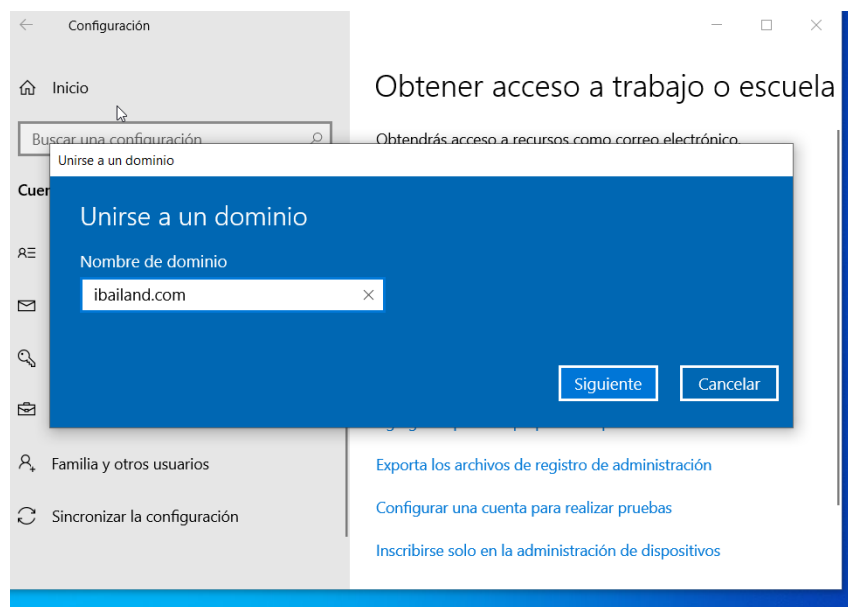 Configuración
Inicio
Buscar una configuración
Obtener acceso a trabajo o escuela
Obtendrás acceso a recursos como correo electrónico,
Unirse a un dominio
Unirse a un dominio
Nombre de dominio
ibailand.com
Siguiente
Cancelar
Familia y otros usuarios
Sincronizar la configuración
Exporta los archivos de registro de administración
Configurar una cuenta para realizar pruebas
Inscribirse solo en la administración de dispositivos